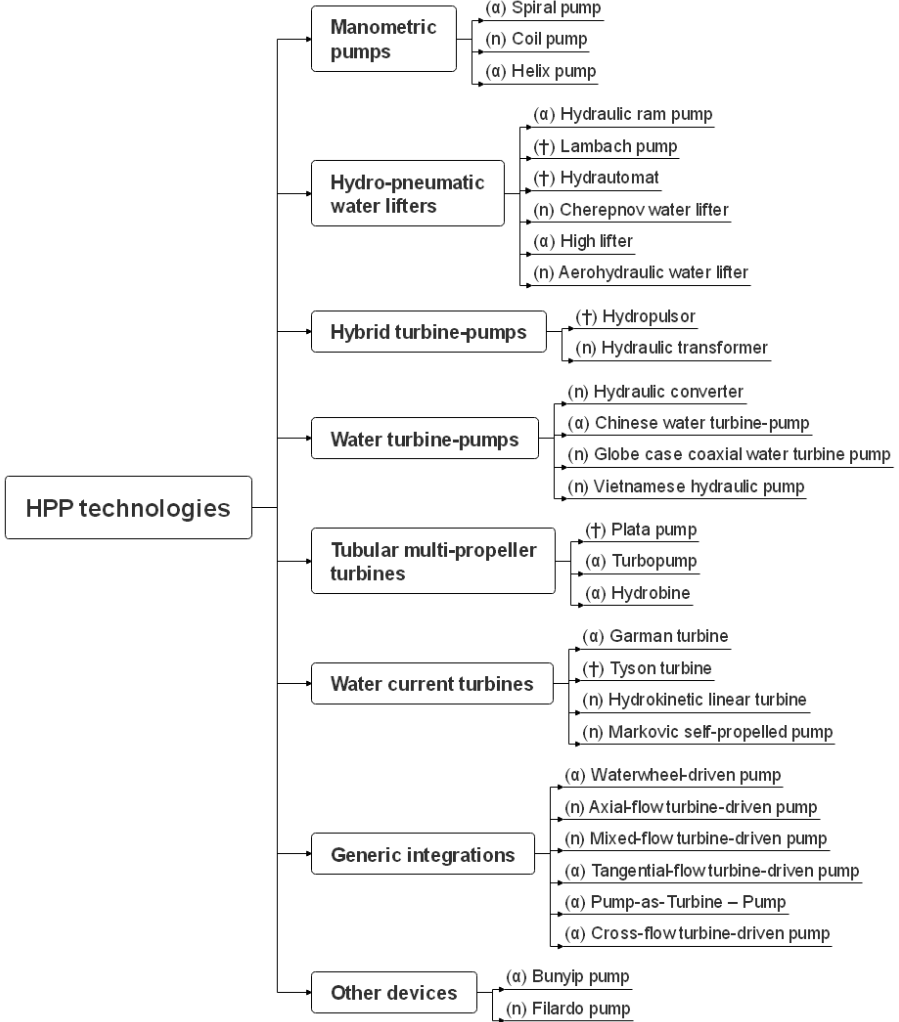 HPP technologies
Manometric
pumps
(α) Spiral pump
(n) Coil pump
(α) Helix pump
Hydro-pneumatic
water lifters
(α) Hydraulic ram pump
(†) Lambach pump
(†) Hydrautomat
(n) Cherepnov water lifter
(α) High lifter
(n) Aerohydraulic water lifter
Hybrid turbine-pumps
(†) Hydropulsor
(n) Hydraulic transformer
Water turbine-pumps
(n) Hydraulic converter
(α) Chinese water turbine-pump
(n) Globe case coaxial water turbine pump
(n) Vietnamese hydraulic pump
Tubular multi-propeller
turbines
(†) Plata pump
(α) Turbopump
(α) Hydrobine
Water current turbines
(α) Garman turbine
(†) Tyson turbine
(n) Hydrokinetic linear turbine
(n) Markovic self-propelled pump
Generic integrations
(α) Waterwheel-driven pump
(n) Axial-flow turbine-driven pump
(n) Mixed-flow turbine-driven pump
(α) Tangential-flow turbine-driven pump
(α) Pump-as-Turbine – Pump
(α) Cross-flow turbine-driven pump
Other devices
(α) Bunyip pump
(n) Filardo pump